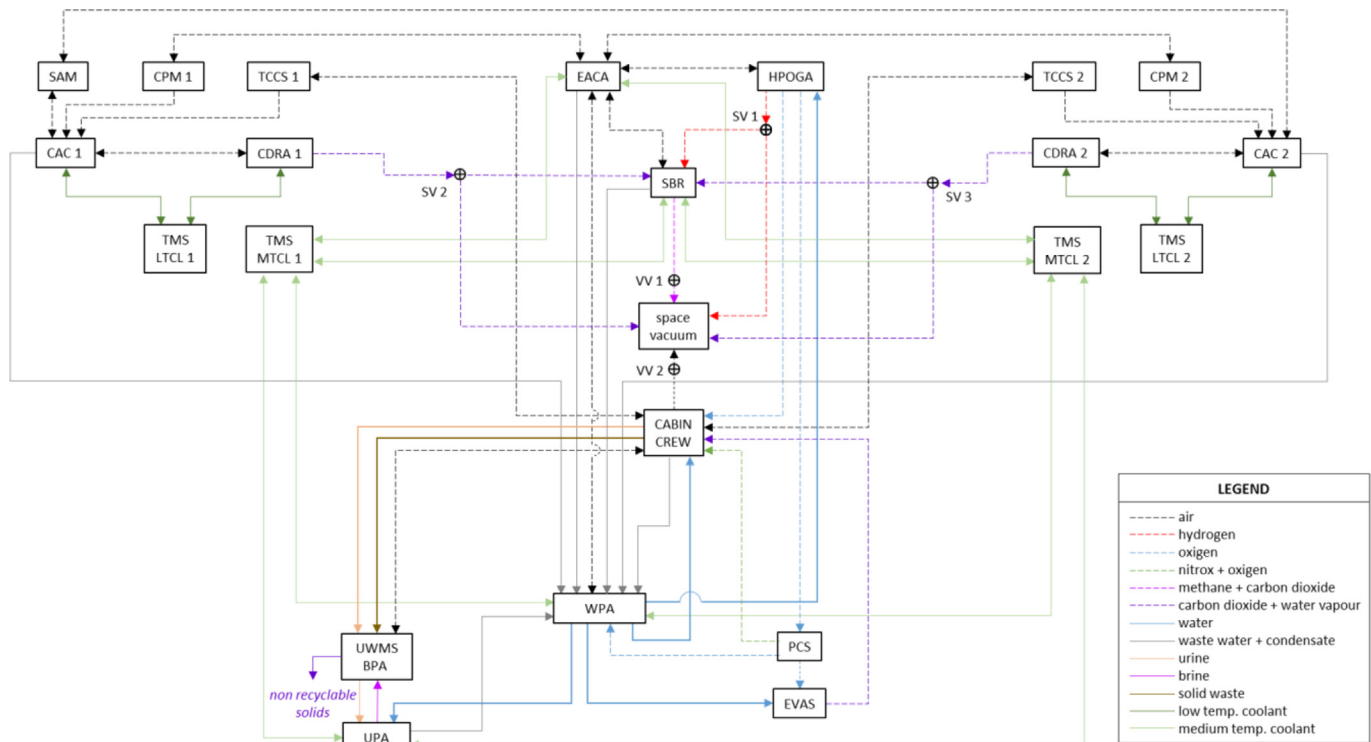 SAM
CPM 1
TCCS 1
EACA
HPOGA
TCCS 2
CPM 2
SV 1
CAC 1
CDRA 1
CDRA 2
CAC 2
SV 2
SBR
SV 3
TMS
LTCL 1
TMS
MTCL 1
TMS
MTCL 2
TMS
LTCL 2
VV 1
space
vacuum
VV 2
CABIN
CREW
WPA
UWMS
BPA
PCS
non recyclable
solids
EVAS
UPA
LEGEND
air
hydrogen
oxigen
nitrox + oxigen
methane + carbon dioxide
carbon dioxide + water vapour
water
waste water + condensate
urine
brine
solid waste
low temp. coolant
medium temp. coolant